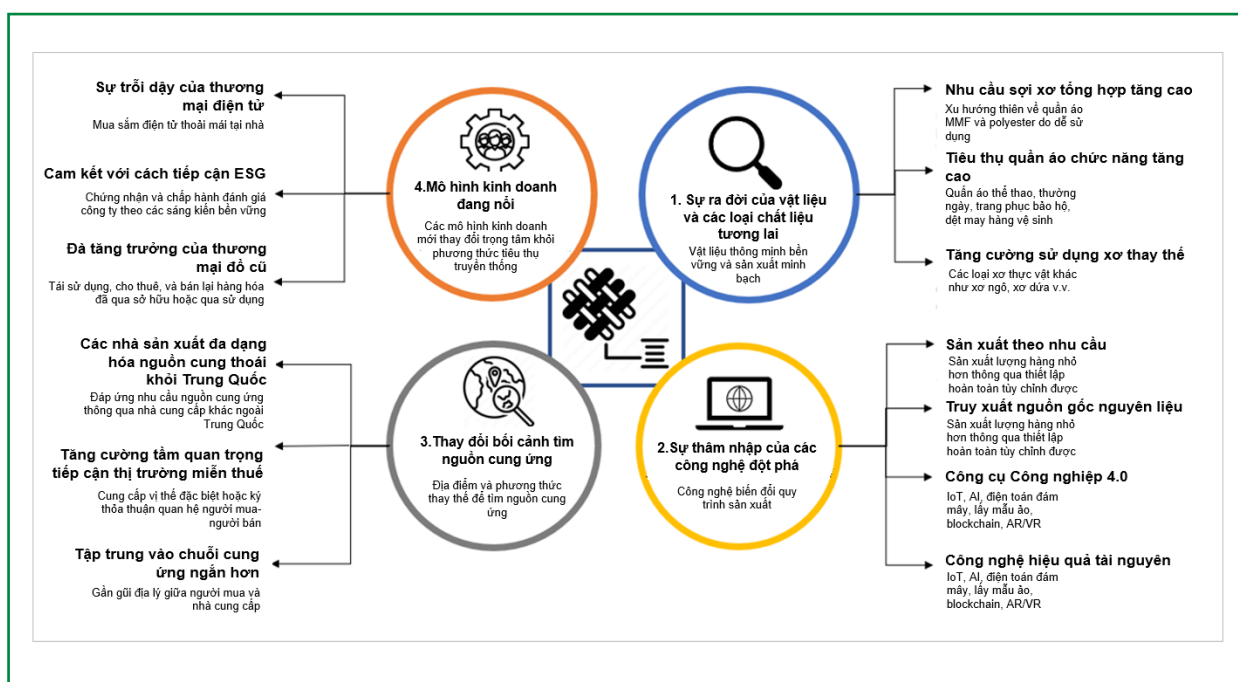 Sự trỗi dậy của thương
mại điện tử
Mua sắm điện tử thoải mái tại nhà
Cam kết với cách tiếp cận ESG
Chứng nhận và chấp hành đánh giá
công ty theo các sáng kiến bền vững
Đà tăng trưởng của thương
mại đồ cũ
Tái sử dụng, cho thuê, và bán lại hàng hóa
đã qua sở hữu hoặc qua sử dụng
4.Mô hình kinh doanh
đang nổi
Các mô hình kinh doanh
mới thay đổi trọng tâm khỏi
phương thức tiêu thụ
truyền thống
1. Sự ra đời của vật liệu
và các loại chất liệu
tương lai
Vật liệu thông minh bền
vững và sản xuất minh
bạch
Nhu cầu sợi xơ tổng hợp tăng cao
Xu hướng thiên về quần áo
MMF và polyester do dễ sử
dụng
Tiêu thụ quần áo chức năng tăng
cao
Quần áo thể thao, thường
ngày, trang phục bảo hộ,
dệt may hàng vệ sinh
Tăng cường sử dụng xơ thay thế
Các loại xơ thực vật khác
như xơ ngô, xơ dứa v.v.
Các nhà sản xuất đa dạng
hóa nguồn cung thoái
khỏi Trung Quốc
Đáp ứng nhu cầu nguồn cung ứng
thông qua nhà cung cấp khác ngoài
Trung Quốc
Tăng cường tầm quan trọng
tiếp cận thị trường miễn thuế
Cung cấp vị thế đặc biệt hoặc ký
thỏa thuận quan hệ người mua-
người bán
Tập trung vào chuỗi cung
ứng ngắn hơn
Gần gũi địa lý giữa người mua và
nhà cung cấp
3.Thay đổi bối cảnh tìm
nguồn cung ứng
Địa điểm và phương thức
thay thế để tìm nguồn cung
ứng
2.Sự thâm nhập của các
công nghệ đột phá
Công nghệ biến đổi quy
trình sản xuất
Sản xuất theo nhu cầu
Sản xuất lượng hàng nhỏ
hơn thông qua thiết lập
hoàn toàn tùy chỉnh được
Truy xuất nguồn gốc nguyên liệu
Sản xuất lượng hàng nhỏ
hơn thông qua thiết lập
hoàn toàn tùy chỉnh được
Công cụ Công nghiệp 4.0
IoT, AI, điện toán đám
mây, lấy mẫu ảo,
blockchain, AR/VR
Công nghệ hiệu quả tài nguyên
IoT, AI, điện toán đám
mây, lấy mẫu ảo,
blockchain, AR/VR